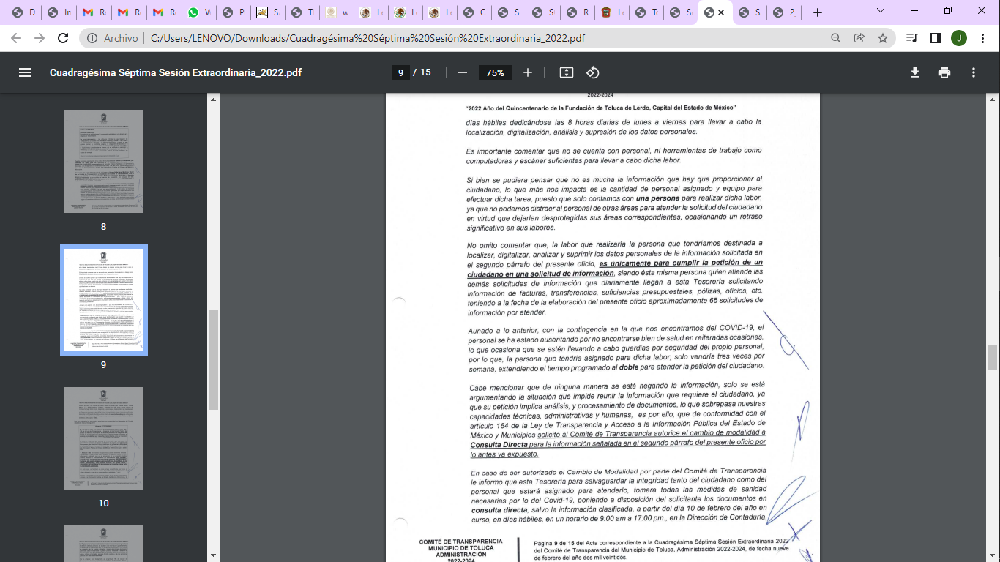 D
In
R
R
R
W
P
S
T
w
L
L
L
C
S
S
R
L
T
S
S
2
Archivo
C:/Users/LENOVO/Downloads/Cuadragésima%20Séptima%20Sesión%20Extraordinaria_2022.pdf
J
Cuadragésima Séptima Sesión Extraordinaria_2022.pdf
9 / 15
75%
8
9
10
2022-2024
"2022 Año del Quincentenario de la Fundación de Toluca de Lerdo, Capital del Estado de México"
días hábiles dedicándose las 8 horas diarias de lunes a viernes para llevar a cabo la
localización, digitalización, análisis y supresión de los datos personales.
Es importante comentar que no se cuenta con personal, ni herramientas de trabajo como
computadoras y escáner suficientes para llevar a cabo dicha labor.
Si bien se pudiera pensar que no es mucha la información que hay que proporcionar al
ciudadano, lo que más nos impacta es la cantidad de personal asignado y equipo para
efectuar dicha tarea, puesto que solo contamos con una persona para realizar dicha labor,
ya que no podemos distraer al personal de otras áreas para atender la solicitud del ciudadano
en virtud que dejarían desprotegidas sus áreas correspondientes, ocasionando un retraso
significativo en sus labores.
No omito comentar que, la labor que realizaría la persona que tendríamos destinada a
localizar, digitalizar, analizar y suprimir los datos personales de la información solicitada en
el segundo párrafo del presente oficio, es únicamente para cumplir la petición de un
ciudadano en una solicitud de información, siendo ésta misma persona quien atiende las
demás solicitudes de información que diariamente llegan a esta Tesorería solicitando
información de facturas, transferencias, suficiencias presupuestales, pólizas, oficios, etc.
teniendo a la fecha de la elaboración del presente oficio aproximadamente 65 solicitudes de
información por atender.
Aunado a lo anterior, con la contingencia en la que nos encontramos del COVID-19, el
personal se ha estado ausentando por no encontrarse bien de salud en reiteradas ocasiones,
lo que ocasiona que se estén llevando a cabo guardias por seguridad del propio personal,
por lo que, la persona que tendría asignado para dicha labor, solo vendría tres veces por
semana, extendiendo el tiempo programado al doble para atender la petición del ciudadano.
Cabe mencionar que de ninguna manera se está negando la información, solo se está
argumentando la situación que impide reunir la información que requiere el ciudadano, ya
que su petición implica análisis, y procesamiento de documentos, lo que sobrepasa nuestras
capacidades técnicas, administrativas y humanas, es por ello, que de conformidad con el
artículo 164 de la Ley de Transparencia y Acceso a la Información Pública del Estado de
México y Municipios solicito al Comité de Transparencia autorice el cambio de modalidad a
Consulta Directa para la información señalada en el segundo párrafo del presente oficio por
lo antes ya expuesto.
En caso de ser autorizado el Cambio de Modalidad por parte del Comité de Transparencia
le informo que esta Tesorería para salvaguardar la integridad tanto del ciudadano como del
personal que estará asignado para atenderlo, tomara todas las medidas de sanidad
necesarias por lo del Covid-19, poniendo a disposición del solicitante los documentos en
consulta directa, salvo la información clasificada, a partir del día 10 de febrero del año en
curso, en días hábiles, en un horario de 9:00 am a 17:00 pm., en la Dirección de Contaduría,
COMITÉ DE TRANSPARENCIA
MUNICIPIO DE TOLUCA
ADMINISTRACIÓN
2022-2024
Página 9 de 15 del Acta correspondiente a la Cuadragésima Séptima Sesión Extraordinaria 2022
del Comité de Transparencia del Municipio de Toluca, Administración 2022-2024, de fecha nueve
de febrero del año dos mil veintidós.